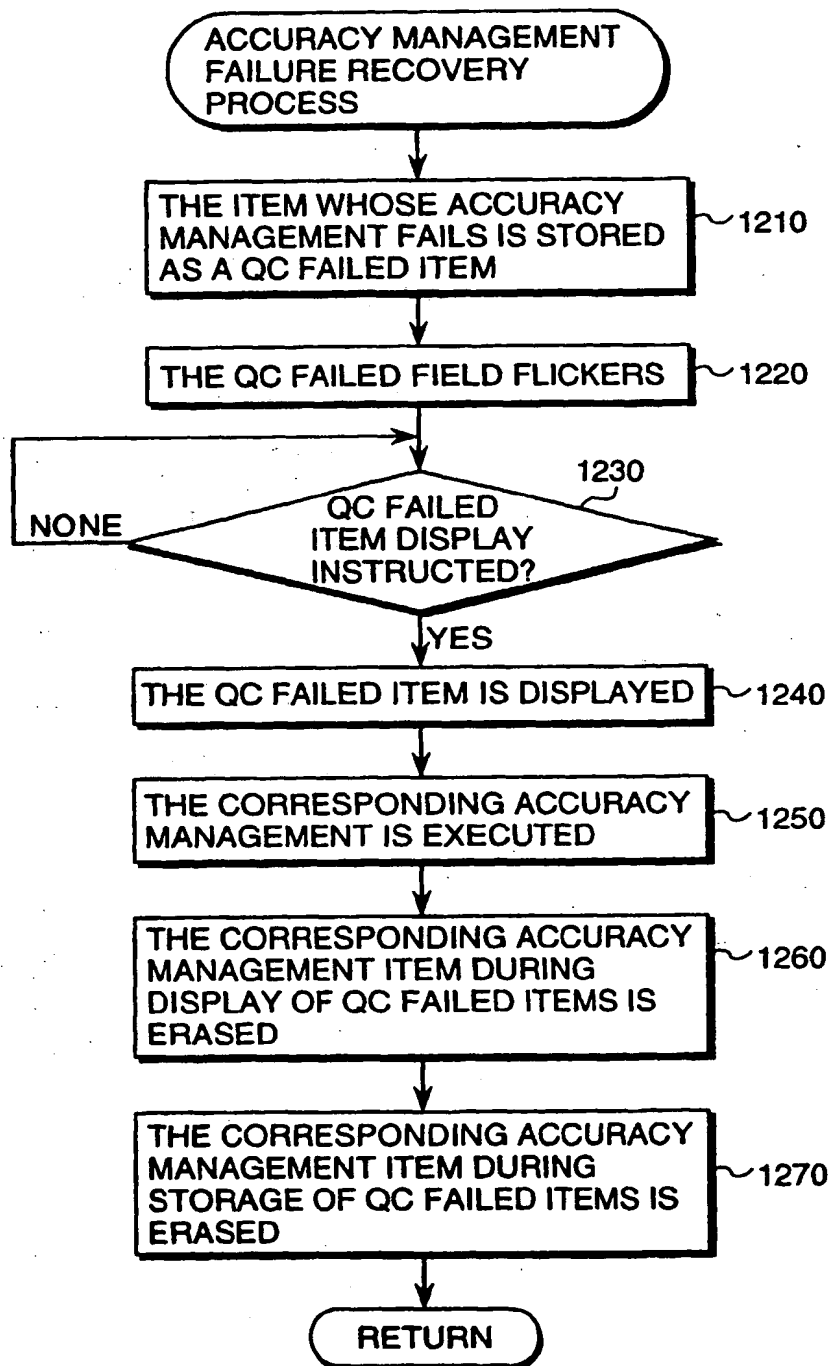 ACCURACY MANAGEMENT
FAILURE RECOVERY
PROCESS
THE ITEM WHOSE ACCURACY
MANAGEMENT FAILS IS STORED
AS A QC FAILED ITEM
1210
THE QC FAILED FIELD FLICKERS
1220
1230
NONE
QC FAILED
ITEM DISPLAY
INSTRUCTED?
YES
THE QC FAILED ITEM IS DISPLAYED
1240
THE CORRESPONDING ACCURACY
MANAGEMENT IS EXECUTED
1250
THE CORRESPONDING ACCURACY
MANAGEMENT ITEM DURING
DISPLAY OF QC FAILED ITEMS IS
ERASED
1260
THE CORRESPONDING ACCURACY
MANAGEMENT ITEM DURING
STORAGE OF QC FAILED ITEMS IS
ERASED
1270
RETURN